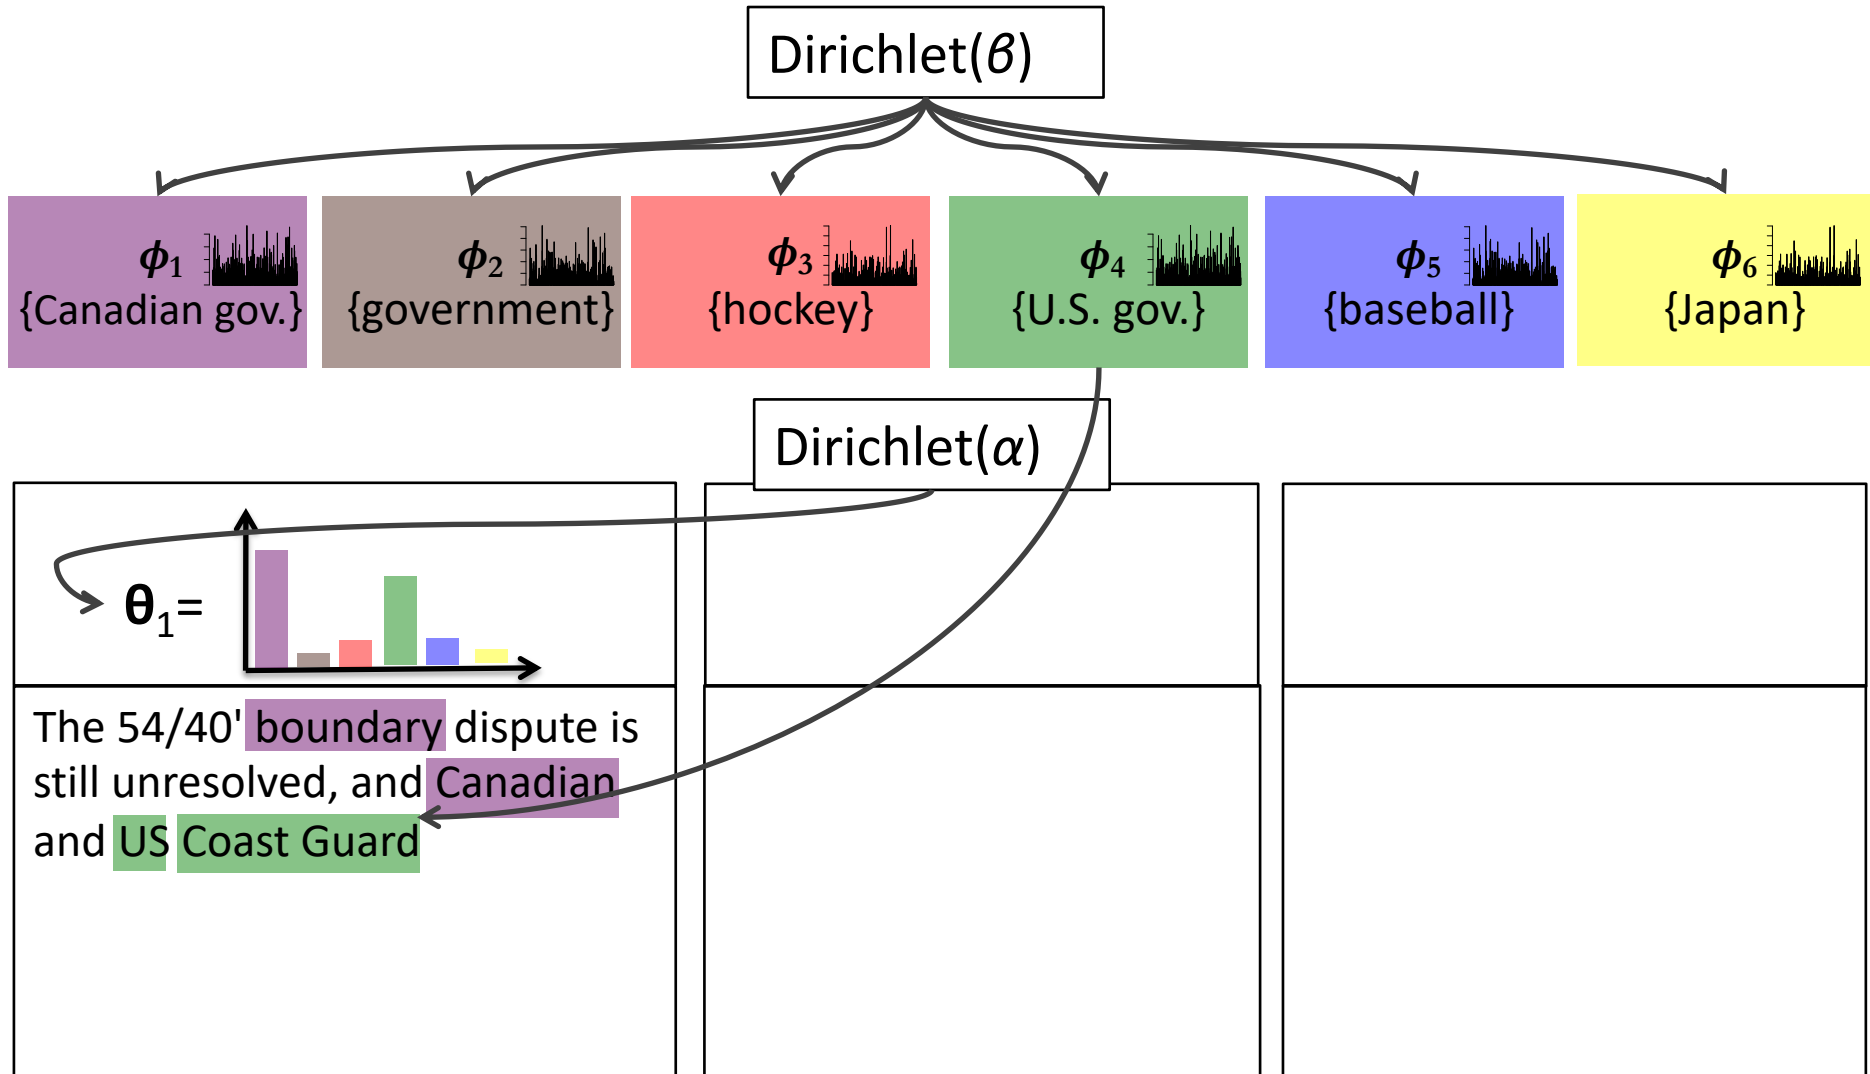 Dirichlet(β)
ϕ1
{Canadian gov.}
ϕ2
{government}
ϕ3
{hockey}
ϕ4
{U.S. gov.}
ϕ5
{baseball}
ϕ6
{Japan}
Dirichlet(α)
θ1=
The 54/40' boundary dispute is
still unresolved, and Canadian
and US Coast Guard